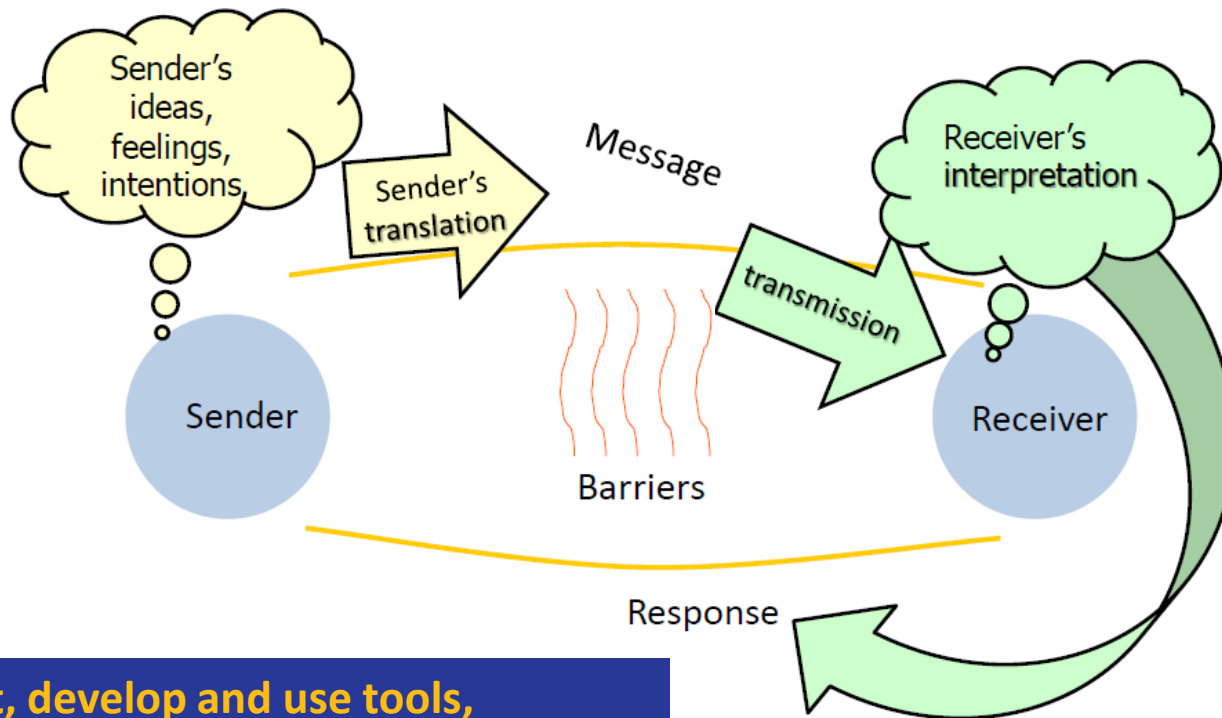 Sender's
ideas,
feelings,
intentions
Sender's
translation
Message
transmission
Receiver's
interpretation
Sender
Receiver
Barriers
Response
, develop and use tools,